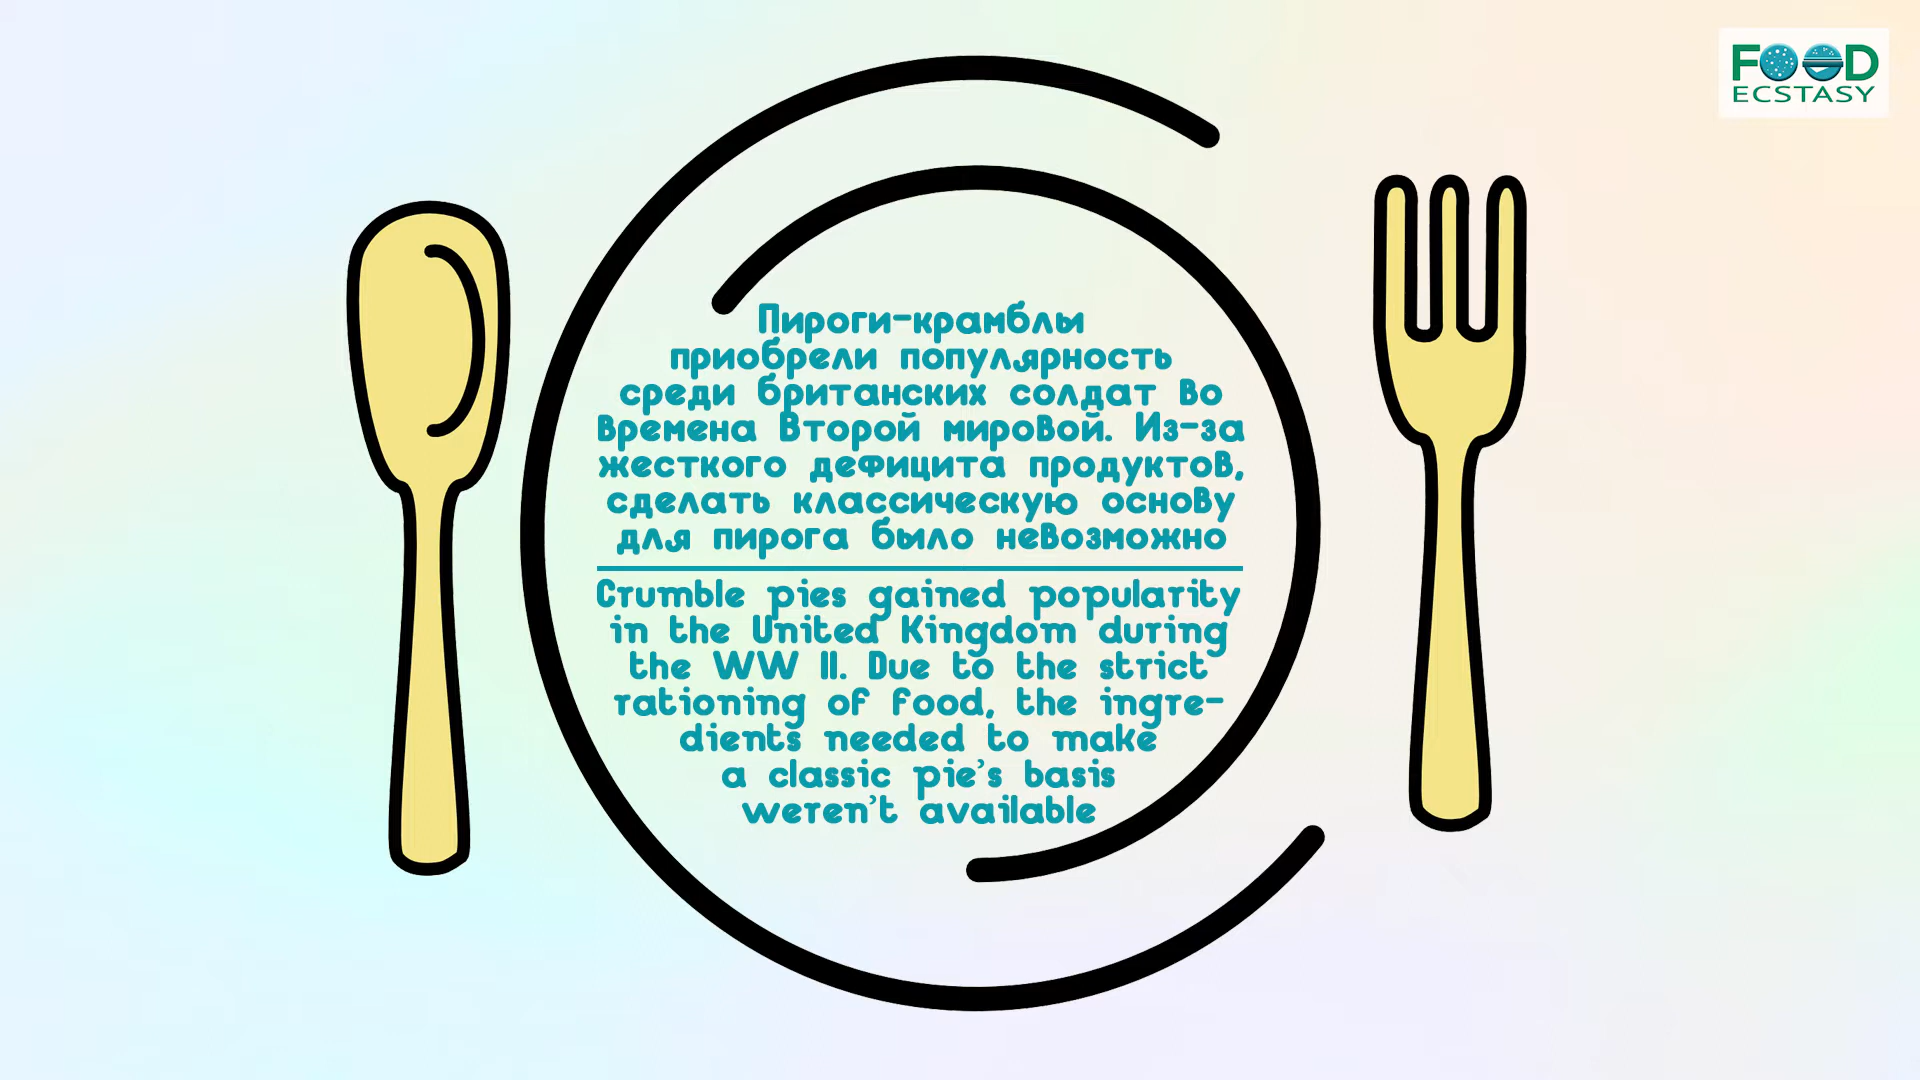 FOOD
ECSTASY
Пироги-крамблы
приобрели популярность
среди британских солдат во
времена Второй мировой. Из-за
жесткого дефицита продуктов,
сделать классическую основу
для пирога было невозможно
Crumble pies gained popularity
in the United Kingdom during
the WW II. Due to the strict
rationing of food, the ingre-
dients needed to make
a classic pie's basis
weren't available